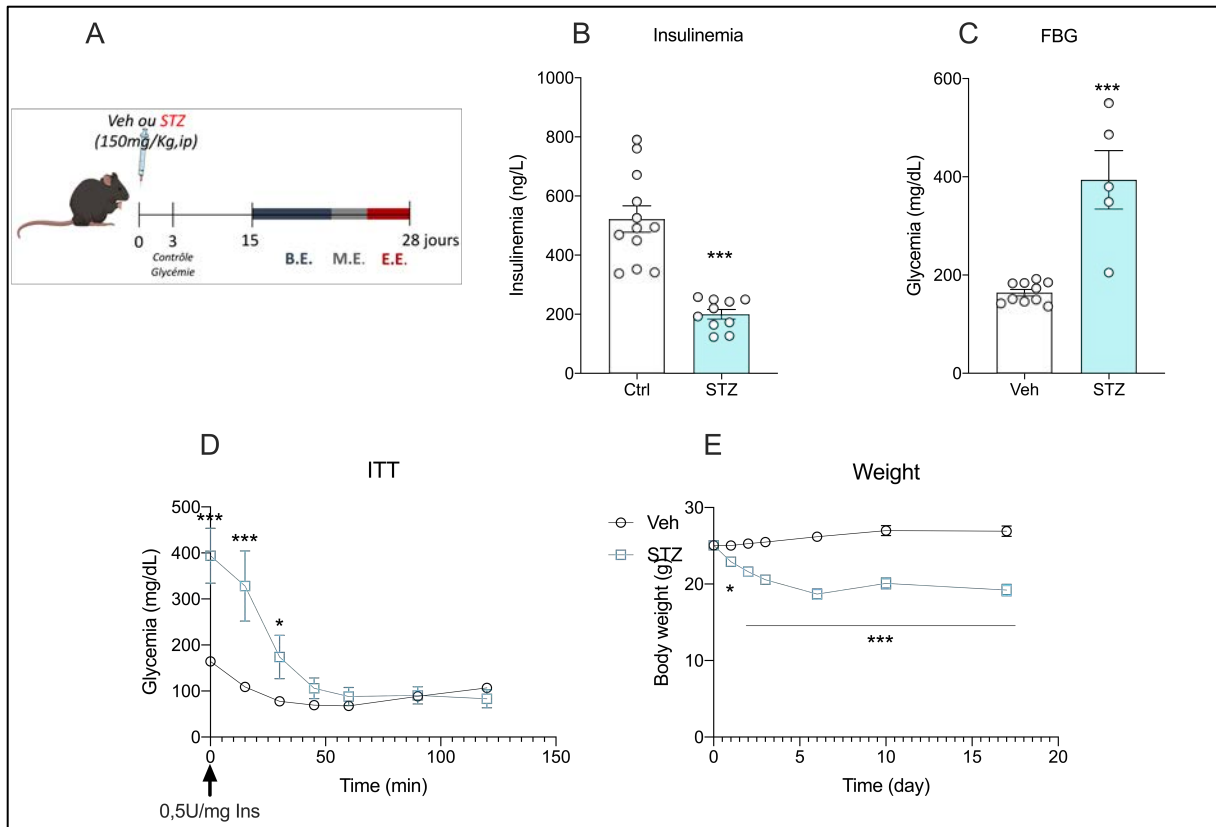 A
Veh ou STZ
(150mg/Kg,ip)
0
3
15
28 jours
Contrôle
Glycémie
B.E.
M.E.
E.E.
B
Insulinemia
Insulinemia (ng/L)
1000
800
600
400
200
0
***
Ctrl
STZ
C
FBG
Glycemia (mg/dL)
600
400
200
0
***
Veh
STZ
D
ITT
Glycemia (mg/dL)
500
400
300
200
100
0
***
***
*
0
50
100
150
Time (min)
0,5U/mg Ins
Veh
STZ
E
Weight
Body weight (g)
30
20
10
0
*
***
0
5
10
15
20
Time (day)